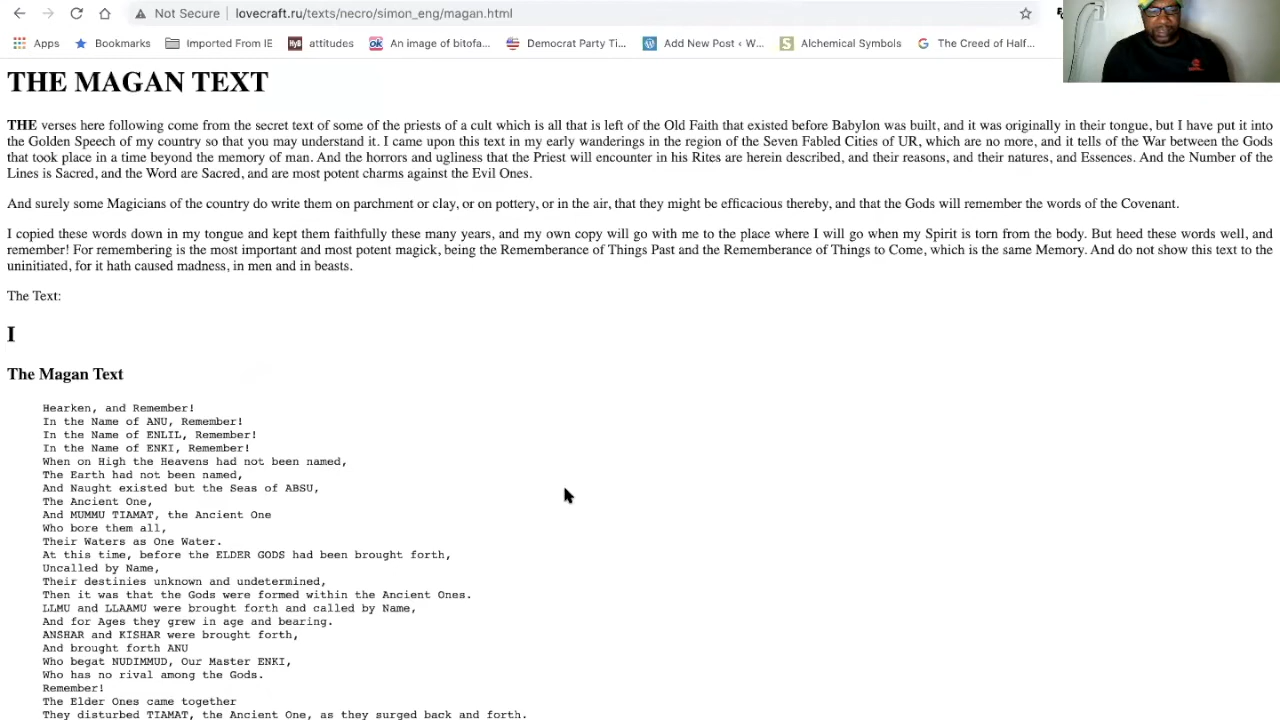 Not Secure
lovecraft.ru/texts/necro/simon_eng/magan.html
Apps
Bookmarks
Imported From IE
HyB
attitudes
ok
An image of bitofa...
Democrat Party Ti...
Add New Post ‹ W...
S
Alchemical Symbols
G
The Creed of Half...
THE MAGAN TEXT
THE verses here following come from the secret text of some of the priests of a cult which is all that is left of the Old Faith that existed before Babylon was built, and it was originally in their tongue, but I have put it into
the Golden Speech of my country so that you may understand it. I came upon this text in my early wanderings in the region of the Seven Fabled Cities of UR, which are no more, and it tells of the War between the Gods
that took place in a time beyond the memory of man. And the horrors and ugliness that the Priest will encounter in his Rites are herein described, and their reasons, and their natures, and Essences. And the Number of the
Lines is Sacred, and the Word are Sacred, and are most potent charms against the Evil Ones.
And surely some Magicians of the country do write them on parchment or clay, or on pottery, or in the air, that they might be efficacious thereby, and that the Gods will remember the words of the Covenant.
I copied these words down in my tongue and kept them faithfully these many years, and my own copy will go with me to the place where I will go when my Spirit is torn from the body. But heed these words well, and
remember! For remembering is the most important and most potent magick, being the Rememberance of Things Past and the Rememberance of Things to Come, which is the same Memory. And do not show this text to the
uninitiated, for it hath caused madness, in men and in beasts.
The Text:
I
The Magan Text
Hearken, and Remember!
In the Name of ANU, Remember!
In the Name of ENLIL, Remember!
In the Name of ENKI, Remember!
When on High the Heavens had not been named,
The Earth had not been named,
And Naught existed but the Seas of ABSU,
The Ancient One,
And MUMMU TIAMAT, the Ancient One
Who bore them all,
Their Waters as One Water.
At this time, before the ELDER GODS had been brought forth,
Uncalled by Name,
Their destinies unknown and undetermined,
Then it was that the Gods were formed within the Ancient Ones.
LLMU and LLAAMU were brought forth and called by Name,
And for Ages they grew in age and bearing.
ANSHAR and KISHAR were brought forth,
And brought forth ANU
Who begat NUDIMMUD, Our Master ENKI,
Who has no rival among the Gods.
Remember!
The Elder Ones came together
They disturbed TIAMAT, the Ancient One, as they surged back and forth.